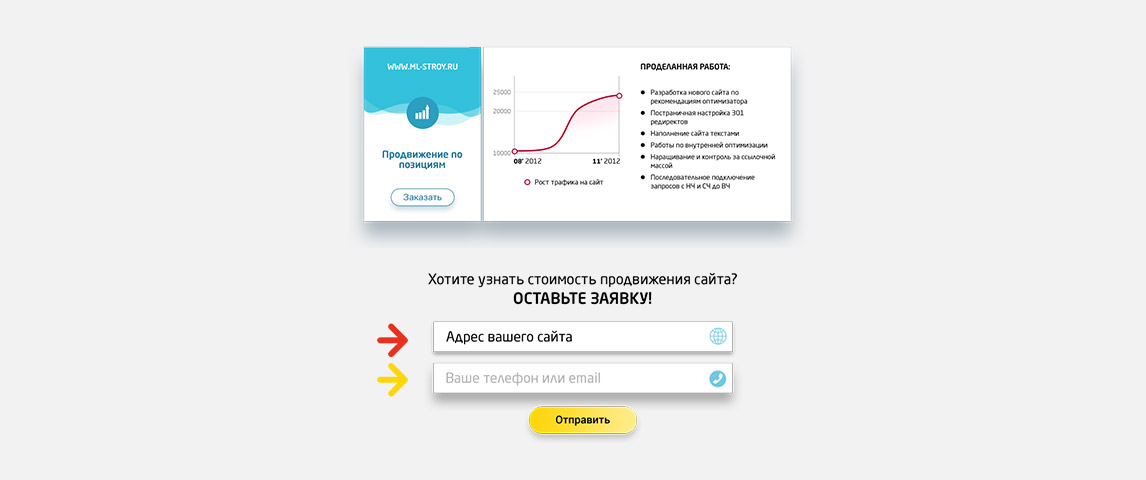 WWW.ML-STROY.RU
Продвижение по
позициям
Заказать
25000
20000
10000
08' 2012
11' 2012
Рост трафика на сайт
ПРОДЕЛАННАЯ РАБОТА:
Разработка нового сайта по
рекомендациям оптимизатора
Постраничная настройка 301
редиректов
Наполнение сайта текстами
Работы по внутренней оптимизации
Наращивание и контроль за ссылочной
массой
Последовательное подключение
запросов с НЧ и СЧ до ВЧ
Хотите узнать стоимость продвижения сайта?
ОСТАВЬТЕ ЗАЯВКУ!
Адрес вашего сайта
Ваше телефон или email
Отправить